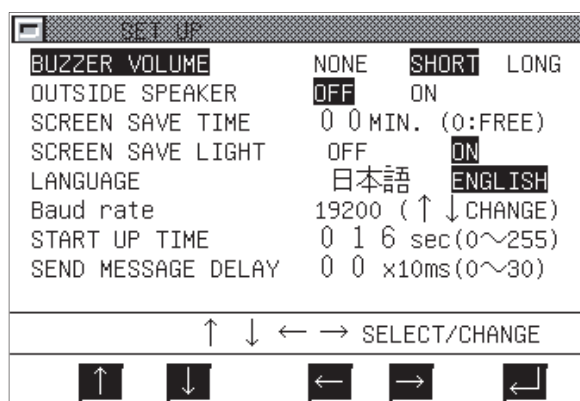 SET UP
BUZZER VOLUME NONE SHORT LONG
OUTSIDE SPEAKER OFF ON
SCREEN SAVE TIME 0 0 MIN. (0:FREE)
SCREEN SAVE LIGHT OFF ON
LANGUAGE 日本語 ENGLISH
Baud rate 19200 (↑↓CHANGE)
START UP TIME 0 1 6 sec(0〜255)
SEND MESSAGE DELAY 0 0 x10ms(0〜30)
↑ ↓ ← → SELECT/CHANGE
↑ ↓ ← → ↵